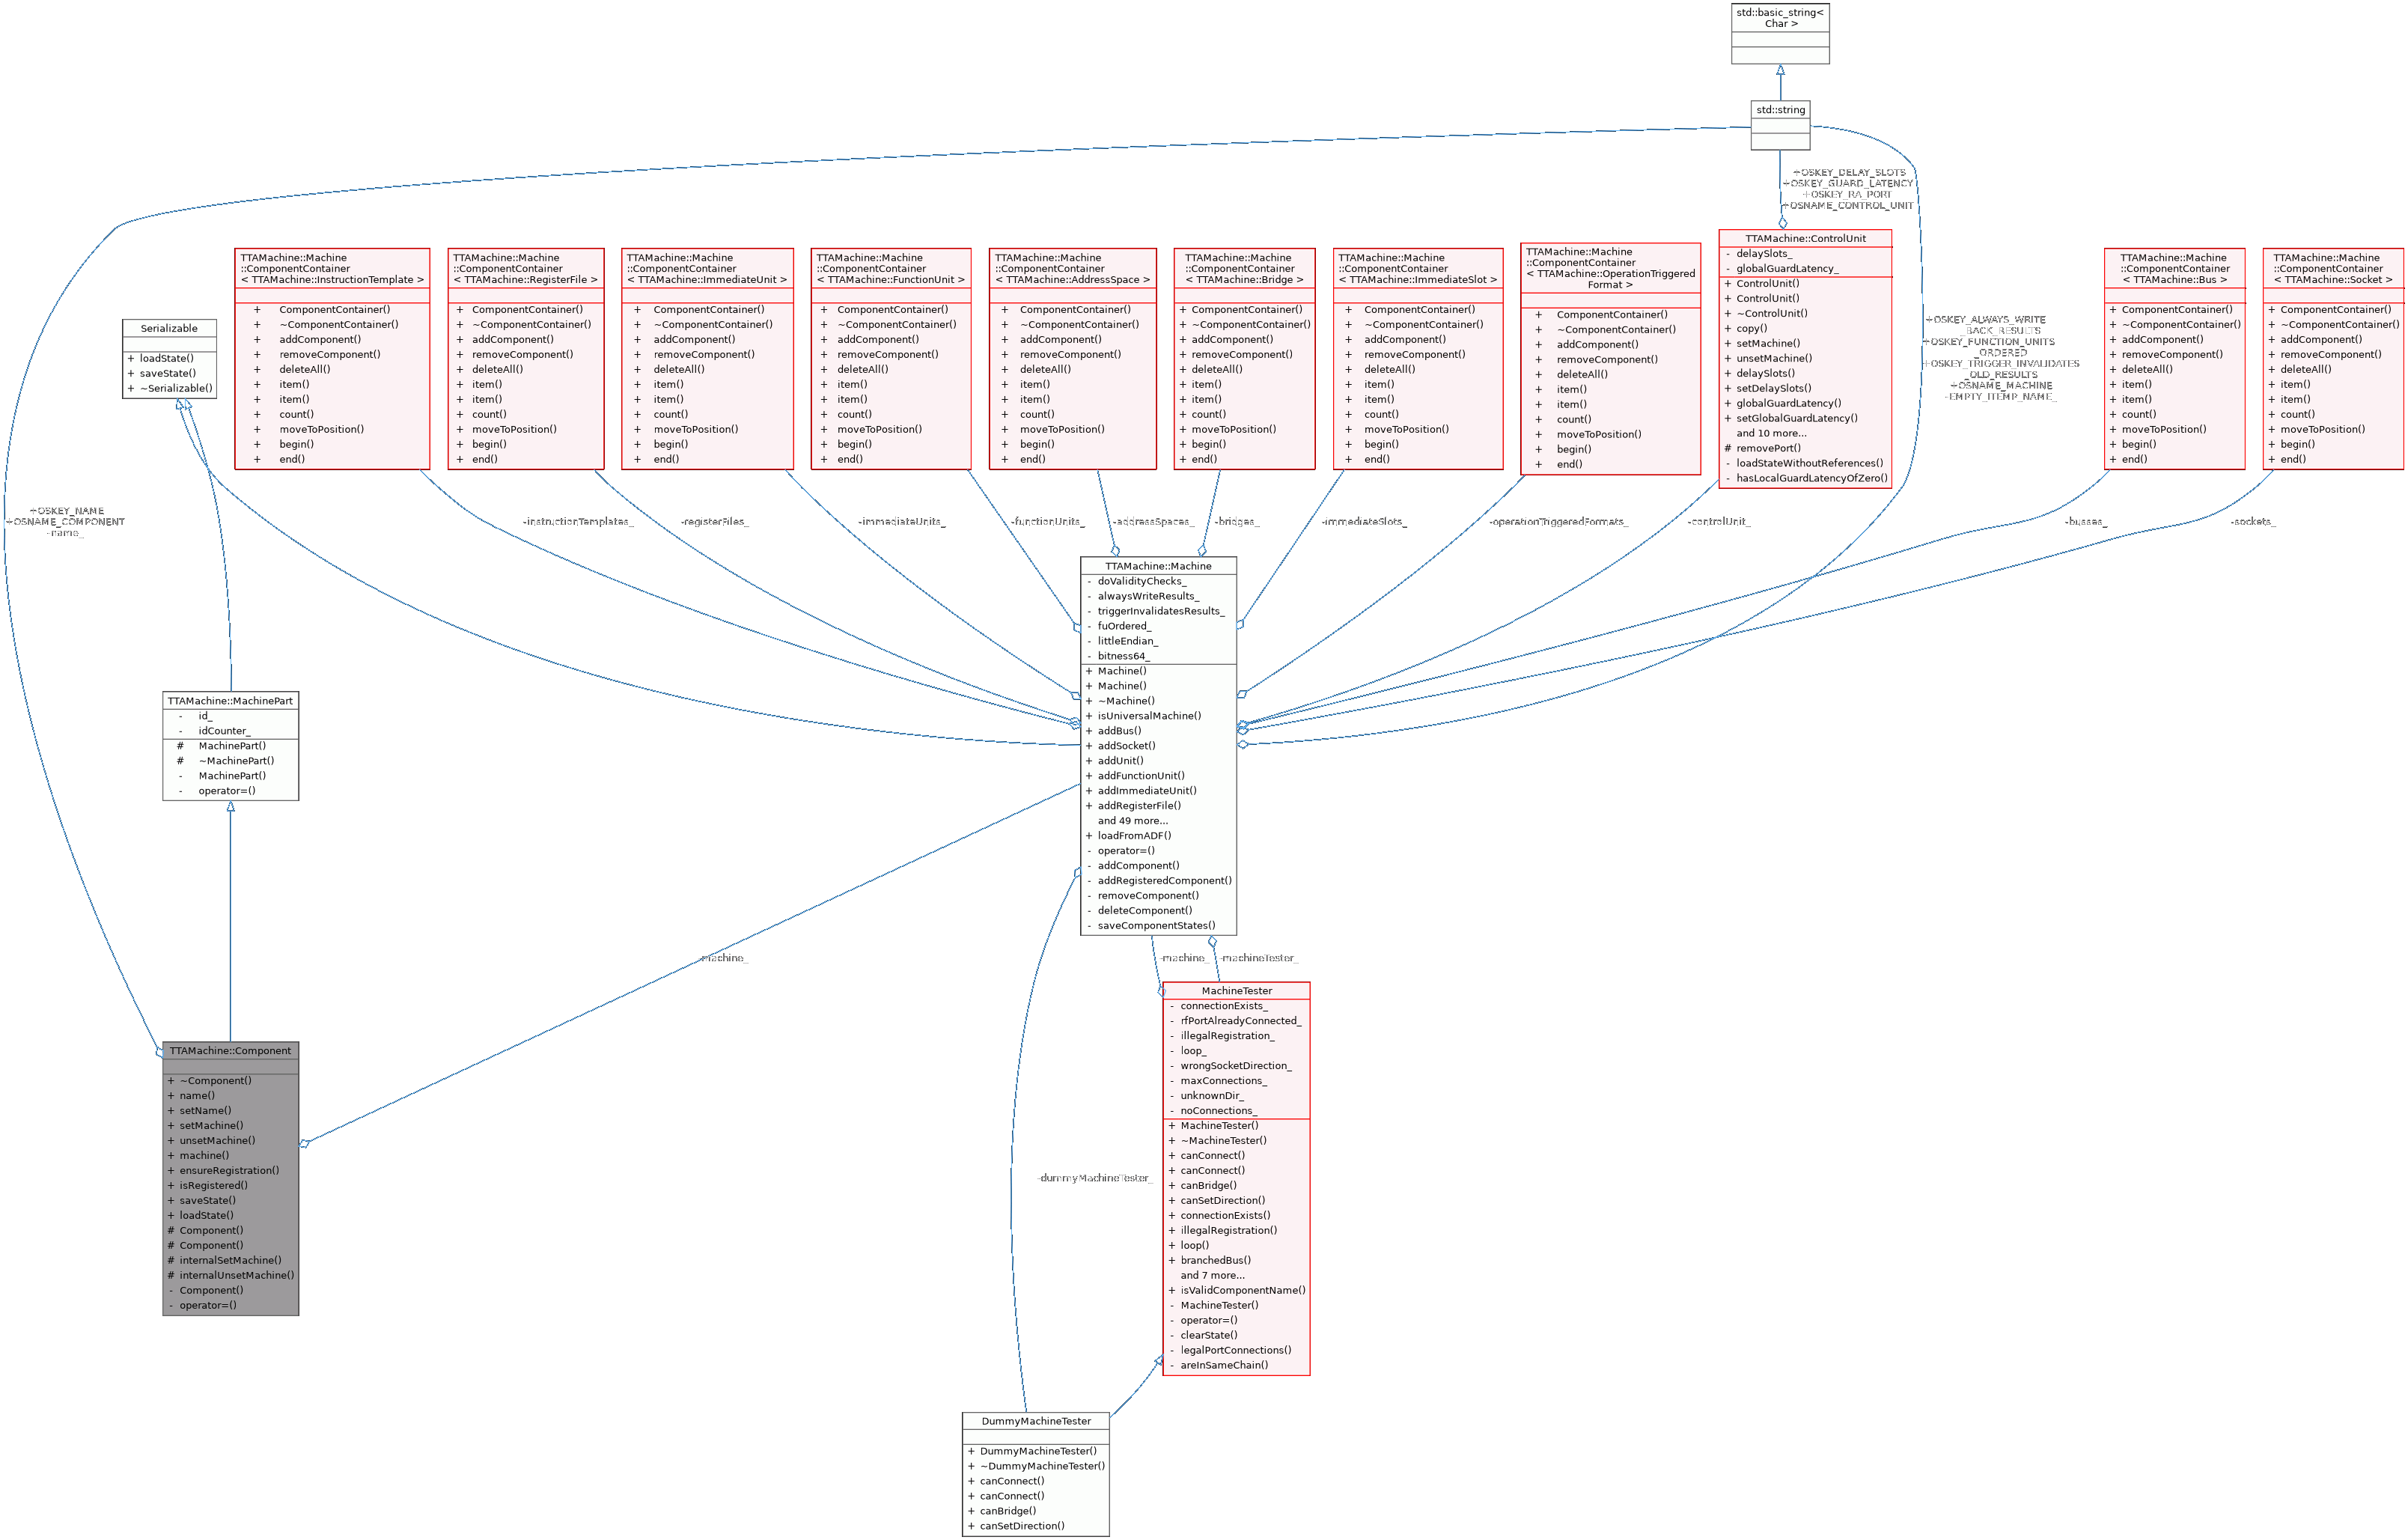 std::basic_string<
Char >
std::string
+OSKEY_DELAY_SLOTS
+OSKEY_GUARD_LATENCY
+OSKEY_RA_PORT
+OSNAME_CONTROL_UNIT
TTAMachine::Machine
::ComponentContainer
< TTAMachine::InstructionTemplate >
+ ComponentContainer()
+ ~ComponentContainer()
+ addComponent()
+ removeComponent()
+ deleteAll()
+ item()
+ item()
+ count()
+ moveToPosition()
+ begin()
+ end()
TTAMachine::Machine
::ComponentContainer
< TTAMachine::RegisterFile >
+ ComponentContainer()
+ ~ComponentContainer()
+ addComponent()
+ removeComponent()
+ deleteAll()
+ item()
+ item()
+ count()
+ moveToPosition()
+ begin()
+ end()
TTAMachine::Machine
::ComponentContainer
< TTAMachine::ImmediateUnit >
+ ComponentContainer()
+ ~ComponentContainer()
+ addComponent()
+ removeComponent()
+ deleteAll()
+ item()
+ item()
+ count()
+ moveToPosition()
+ begin()
+ end()
TTAMachine::Machine
::ComponentContainer
< TTAMachine::FunctionUnit >
+ ComponentContainer()
+ ~ComponentContainer()
+ addComponent()
+ removeComponent()
+ deleteAll()
+ item()
+ item()
+ count()
+ moveToPosition()
+ begin()
+ end()
TTAMachine::Machine
::ComponentContainer
< TTAMachine::AddressSpace >
+ ComponentContainer()
+ ~ComponentContainer()
+ addComponent()
+ removeComponent()
+ deleteAll()
+ item()
+ item()
+ count()
+ moveToPosition()
+ begin()
+ end()
TTAMachine::Machine
::ComponentContainer
< TTAMachine::Bridge >
+ ComponentContainer()
+ ~ComponentContainer()
+ addComponent()
+ removeComponent()
+ deleteAll()
+ item()
+ item()
+ count()
+ moveToPosition()
+ begin()
+ end()
TTAMachine::Machine
::ComponentContainer
< TTAMachine::ImmediateSlot >
+ ComponentContainer()
+ ~ComponentContainer()
+ addComponent()
+ removeComponent()
+ deleteAll()
+ item()
+ item()
+ count()
+ moveToPosition()
+ begin()
+ end()
TTAMachine::Machine
::ComponentContainer
< TTAMachine::OperationTriggered
Format >
+ ComponentContainer()
+ ~ComponentContainer()
+ addComponent()
+ removeComponent()
+ deleteAll()
+ item()
+ item()
+ count()
+ moveToPosition()
+ begin()
+ end()
TTAMachine::ControlUnit
- delaySlots_
- globalGuardLatency_
+ ControlUnit()
+ ControlUnit()
+ ~ControlUnit()
+ copy()
+ setMachine()
+ unsetMachine()
+ delaySlots()
+ setDelaySlots()
+ globalGuardLatency()
+ setGlobalGuardLatency()
and 10 more...
# removePort()
- loadStateWithoutReferences()
- hasLocalGuardLatencyOfZero()
+OSKEY_ALWAYS_WRITE
_BACK_RESULTS
+OSKEY_FUNCTION_UNITS
_ORDERED
+OSKEY_TRIGGER_INVALIDATES
_OLD_RESULTS
+OSNAME_MACHINE
-EMPTY_ITEMP_NAME_
TTAMachine::Machine
::ComponentContainer
< TTAMachine::Bus >
+ ComponentContainer()
+ ~ComponentContainer()
+ addComponent()
+ removeComponent()
+ deleteAll()
+ item()
+ item()
+ count()
+ moveToPosition()
+ begin()
+ end()
TTAMachine::Machine
::ComponentContainer
< TTAMachine::Socket >
+ ComponentContainer()
+ ~ComponentContainer()
+ addComponent()
+ removeComponent()
+ deleteAll()
+ item()
+ item()
+ count()
+ moveToPosition()
+ begin()
+ end()
Serializable
+ loadState()
+ saveState()
+ ~Serializable()
+OSKEY_NAME
+OSNAME_COMPONENT
-name_
-instructionTemplates_
-registerFiles_
-immediateUnits_
-functionUnits_
-addressSpaces_
-bridges_
-immediateSlots_
-operationTriggeredFormats_
-controlUnit_
-busses_
-sockets_
TTAMachine::Machine
- doValidityChecks_
- alwaysWriteResults_
- triggerInvalidatesResults_
- fuOrdered_
- littleEndian_
- bitness64_
+ Machine()
+ Machine()
+ ~Machine()
+ isUniversalMachine()
+ addBus()
+ addSocket()
+ addUnit()
+ addFunctionUnit()
+ addImmediateUnit()
+ addRegisterFile()
and 49 more...
+ loadFromADF()
- operator=()
- addComponent()
- addRegisteredComponent()
- removeComponent()
- deleteComponent()
- saveComponentStates()
TTAMachine::MachinePart
- id_
- idCounter_
# MachinePart()
# ~MachinePart()
- MachinePart()
- operator=()
-machine_
-machine_
-machineTester_
TTAMachine::Component
+ ~Component()
+ name()
+ setName()
+ setMachine()
+ unsetMachine()
+ machine()
+ ensureRegistration()
+ isRegistered()
+ saveState()
+ loadState()
# Component()
# Component()
# internalSetMachine()
# internalUnsetMachine()
- Component()
- operator=()
-dummyMachineTester_
MachineTester
- connectionExists_
- rfPortAlreadyConnected_
- illegalRegistration_
- loop_
- wrongSocketDirection_
- maxConnections_
- unknownDir_
- noConnections_
+ MachineTester()
+ ~MachineTester()
+ canConnect()
+ canConnect()
+ canBridge()
+ canSetDirection()
+ connectionExists()
+ illegalRegistration()
+ loop()
+ branchedBus()
and 7 more...
+ isValidComponentName()
- MachineTester()
- operator=()
- clearState()
- legalPortConnections()
- areInSameChain()
DummyMachineTester
+ DummyMachineTester()
+ ~DummyMachineTester()
+ canConnect()
+ canConnect()
+ canBridge()
+ canSetDirection()